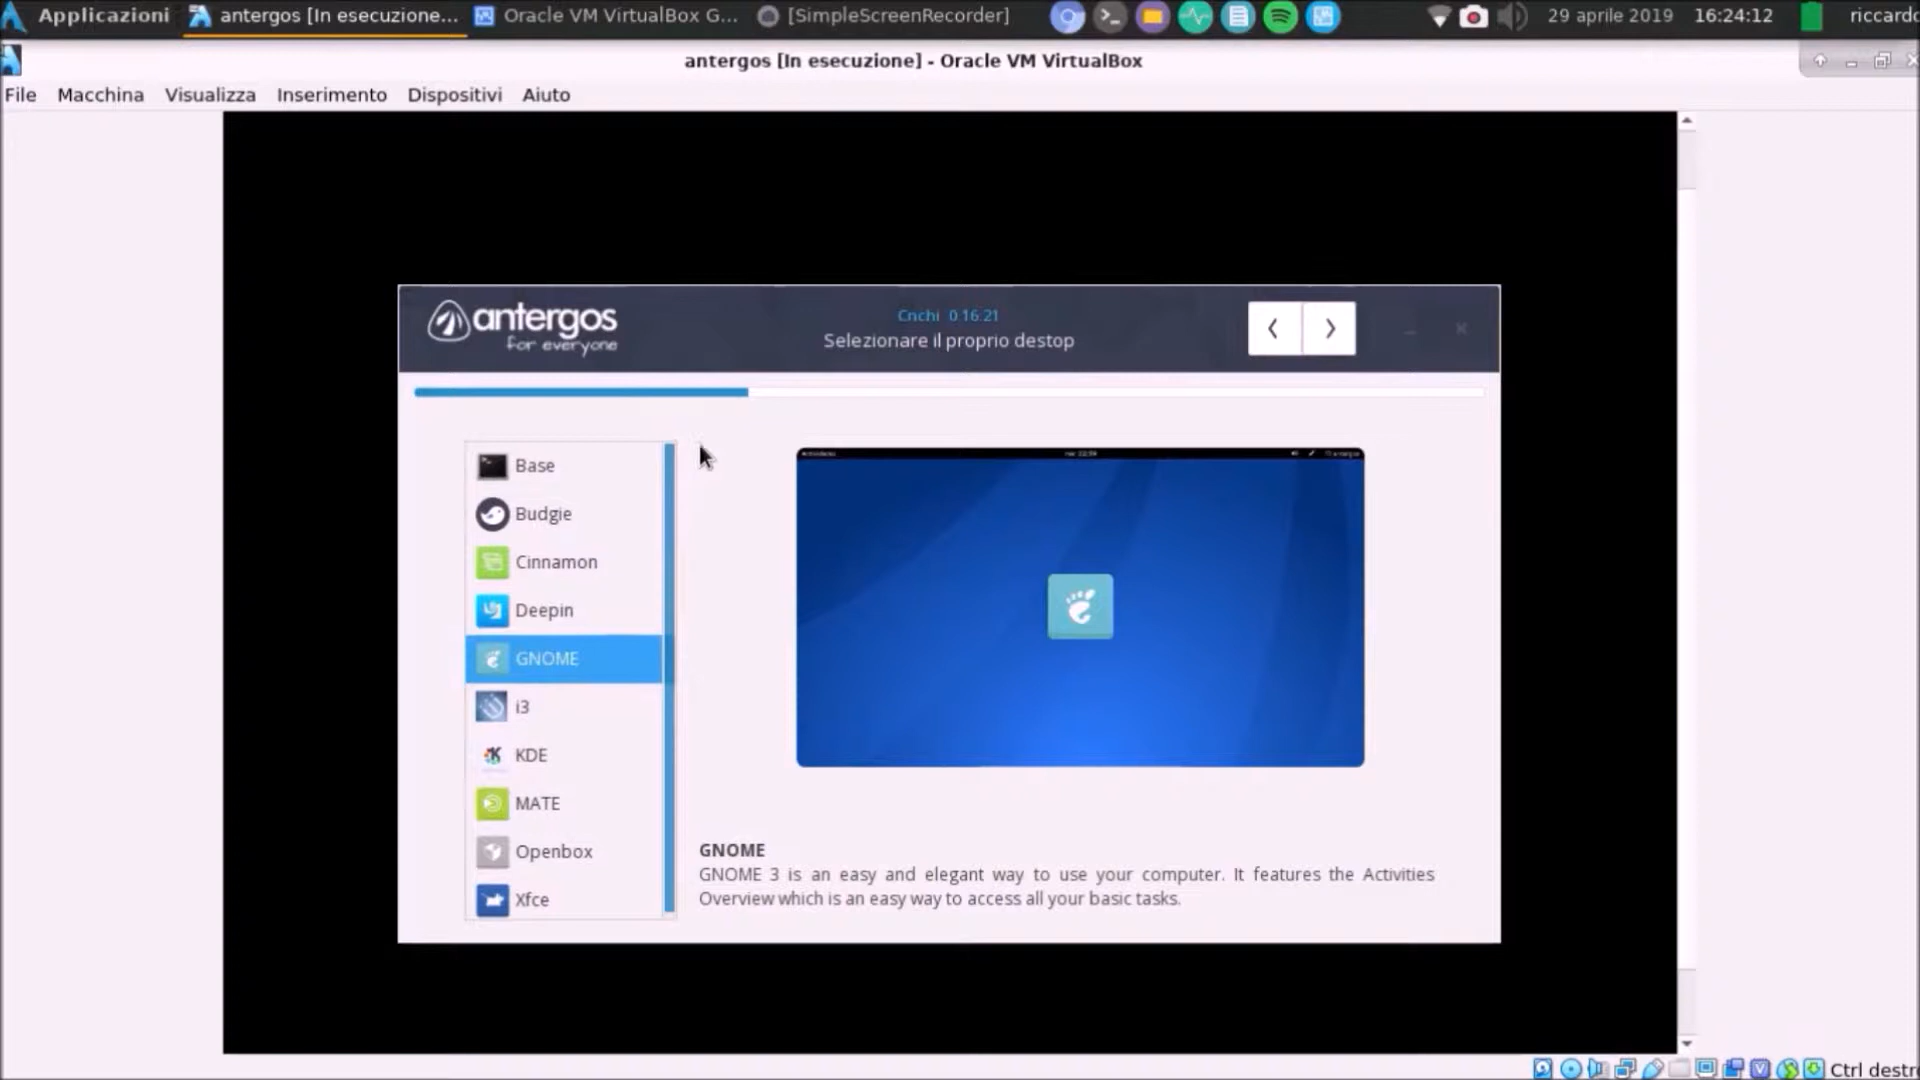 Applicazioni
antergos [In esecuzione...
Oracle VM VirtualBox G...
[SimpleScreenRecorder]
29 aprile 2019
16:24:12
riccardo
antergos [In esecuzione] - Oracle VM VirtualBox
File Macchina Visualizza Inserimento Dispositivi Aiuto
antergos
for everyone
Cnchi 0.16.21
Selezionare il proprio destop
Base
Budgie
Cinnamon
Deepin
GNOME
i3
KDE
MATE
Openbox
Xfce
GNOME
GNOME 3 is an easy and elegant way to use your computer. It features the Activities
Overview which is an easy way to access all your basic tasks.
Ctrl destro